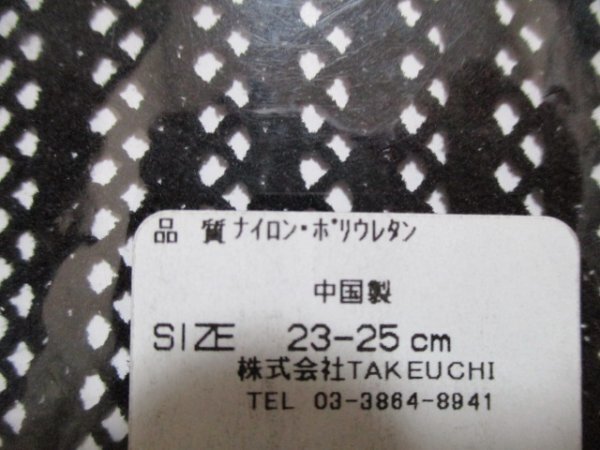 品　質 ナイロン・ポリウレタン
中国製
SIZE 23-25cm
株式会社TAKEUCHI
TEL 03-3864-8941